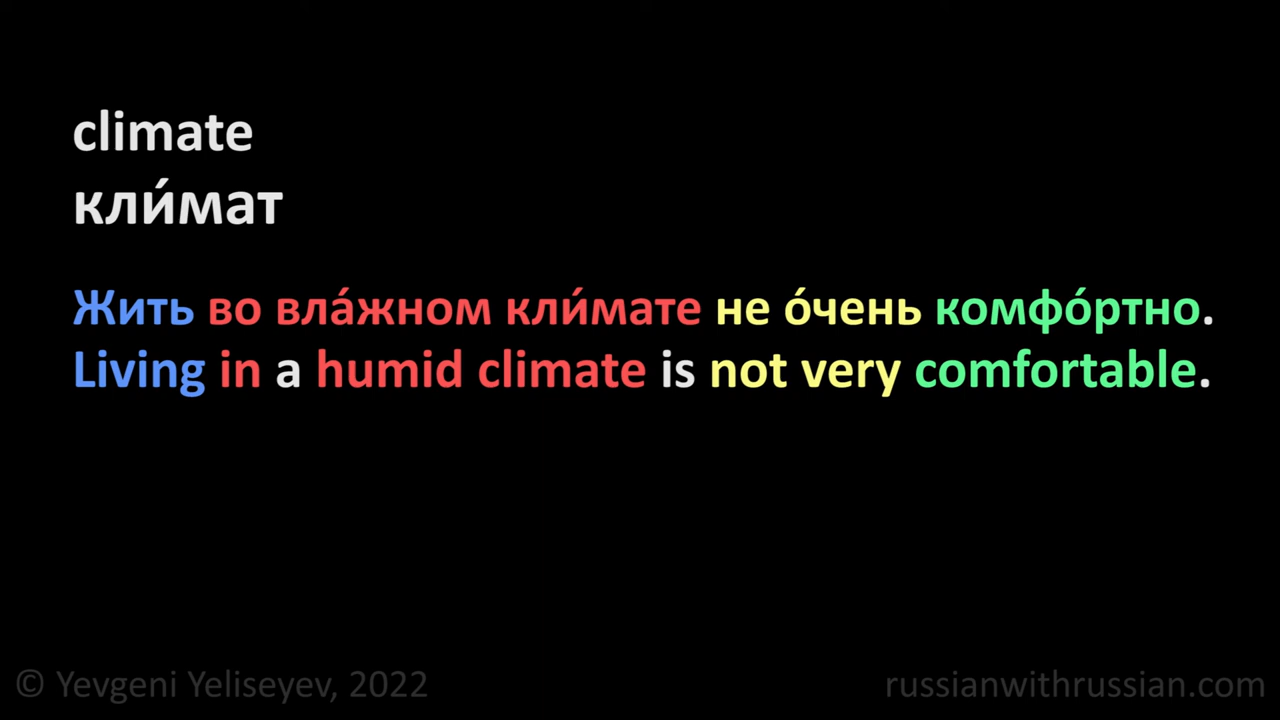 climate
кли́мат
Жить во вла́жном кли́мате не о́чень комфо́ртно.
Living in a humid climate is not very comfortable.
© Yevgeni Yeliseyev, 2022
russianwithrussian.com